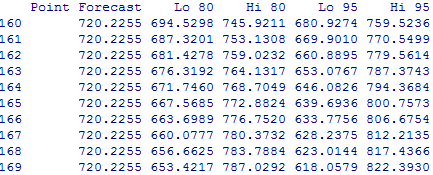 Point Forecast Lo 80 Hi 80 Lo 95 Hi 95
160 720.2255 694.5298 745.9211 680.9274 759.5236
161 720.2255 687.3201 753.1308 669.9010 770.5499
162 720.2255 681.4278 759.0232 660.8895 779.5614
163 720.2255 676.3192 764.1317 653.0767 787.3743
164 720.2255 671.7460 768.7049 646.0826 794.3684
165 720.2255 667.5685 772.8824 639.6936 800.7573
166 720.2255 663.6989 776.7520 633.7756 806.6754
167 720.2255 660.0777 780.3732 628.2375 812.2135
168 720.2255 656.6625 783.7884 623.0144 817.4366
169 720.2255 653.4217 787.0292 618.0579 822.3930